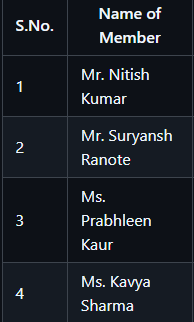 S.No.
Name of
Member
1
Mr. Nitish
Kumar
2
Mr. Suryansh
Ranote
3
Ms.
Prabhleen
Kaur
4
Ms. Kavya
Sharma